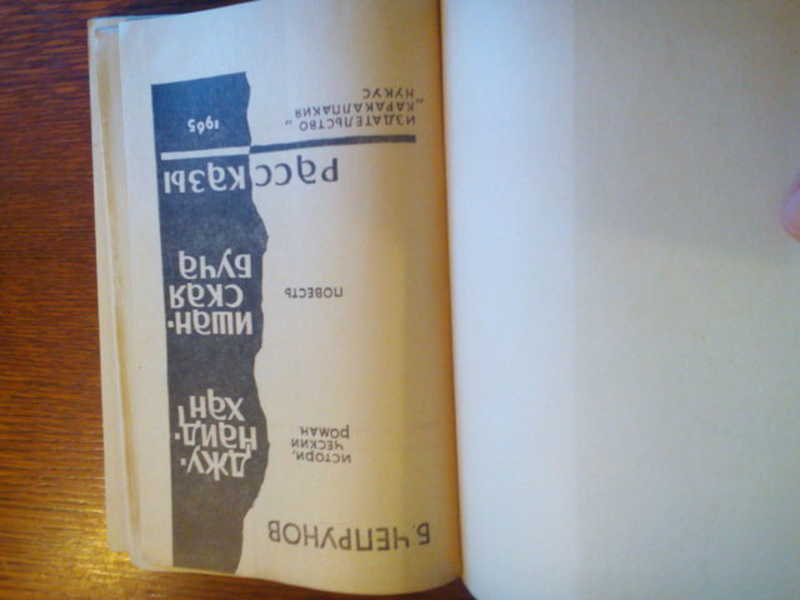 Б. ЧЕПРУНОВ
истори,
ческий
роман
ДЖУ-
НаиД-
хан
повесть
ИШАН-
СКАЯ
БУЧА
РАССКАЗЫ
1965
ИЗДАТЕЛЬСТВО „
„КАРАКАЛПАКИЯ
НУКУС